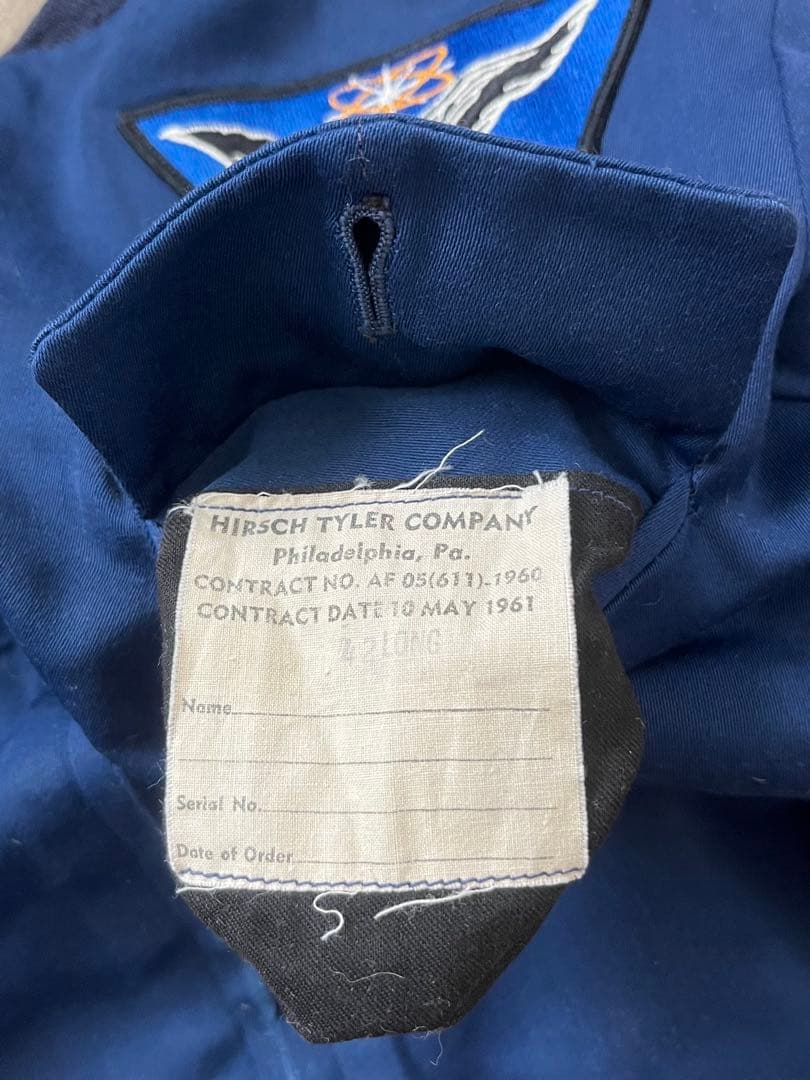 HIRSCH TYLER COMPANY
Philadelphia, Pa.
CONTRACT NO. AF 05(611)-1960
CONTRACT DATE 10 MAY 1961
42 LONG
Name
Serial No.
Date of Order